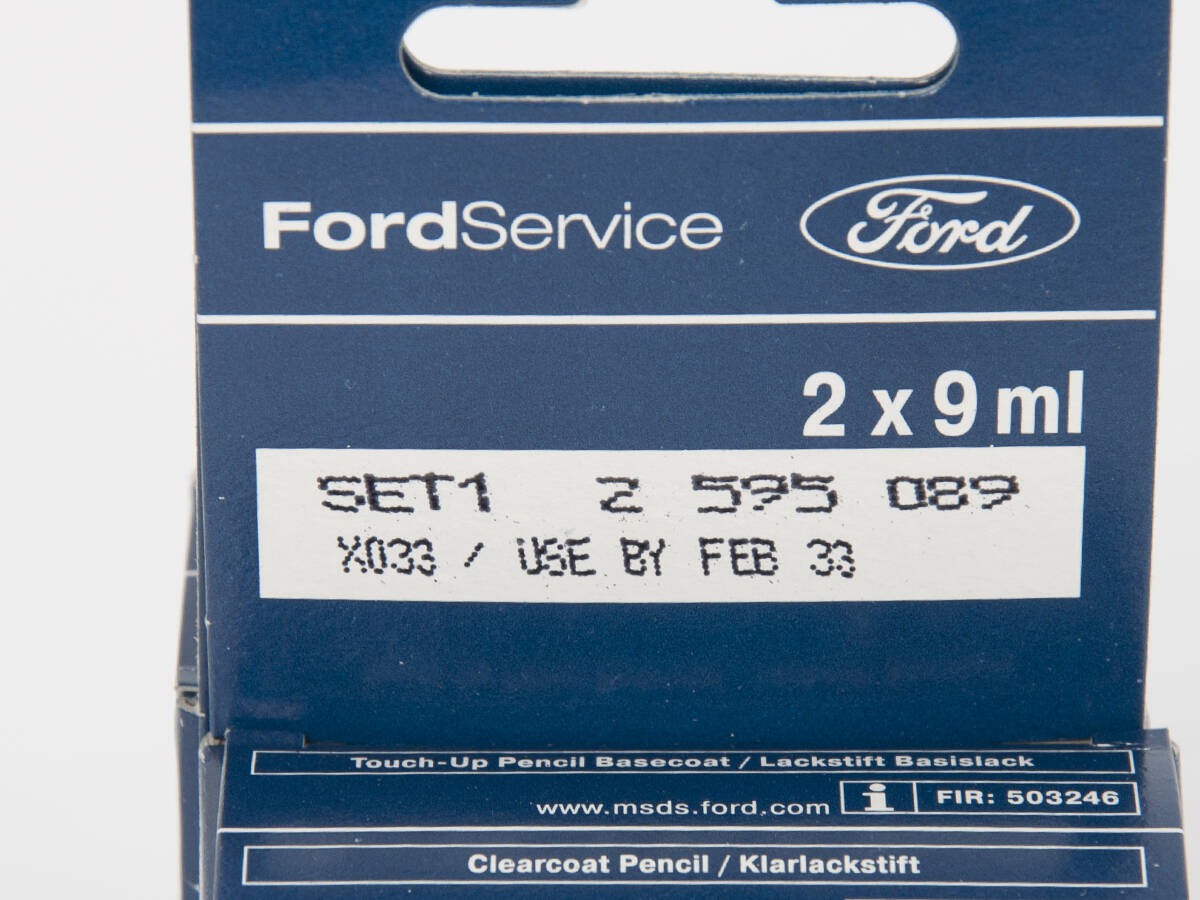 FordService Ford
2 x 9 ml
SET1 2 595 089
X033 / USE BY FEB 33
Touch-Up Pencil Basecoat / Lackstift Basislack
www.msds.ford.com i FIR: 503246
Clearcoat Pencil / Klarlackstift